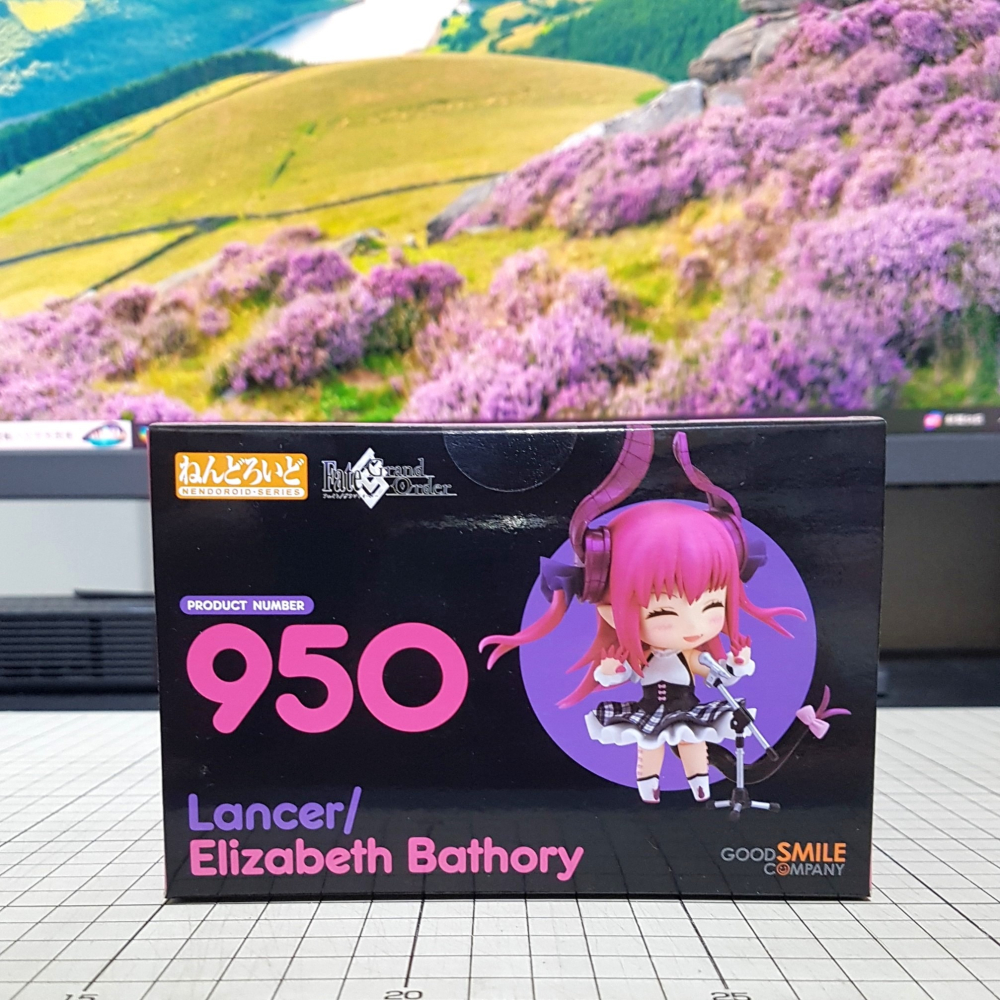 ねんどろいど
NENDOROID·SERIES
Fate Grand Order
PRODUCT NUMBER
950
Lancer/
Elizabeth Bathory
GOOD SMILE
COMPANY
15
20
25